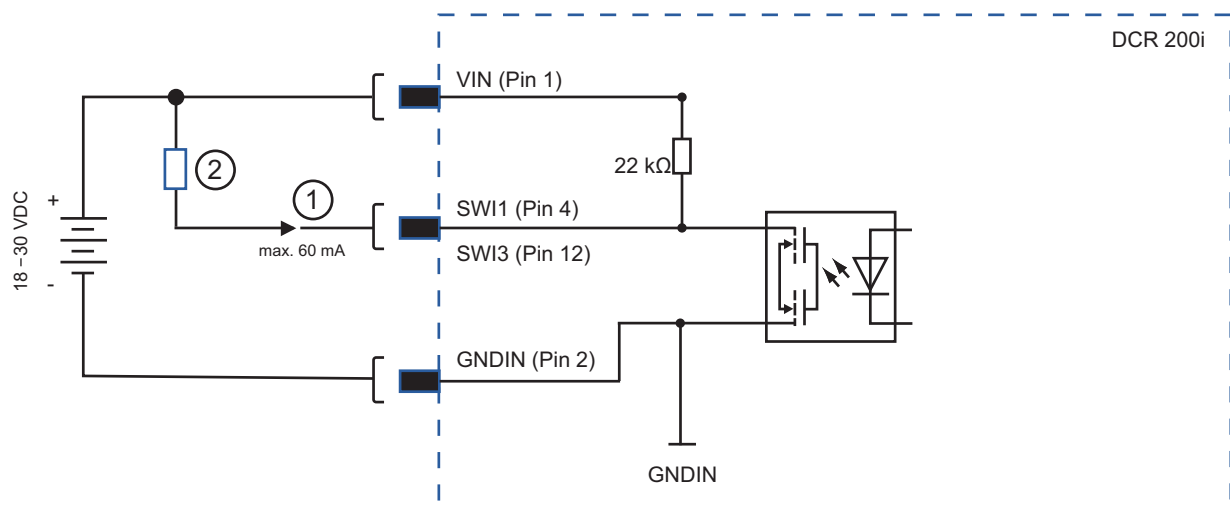 DCR 200i
VIN (Pin 1)
22 kΩ
2
1
max. 60 mA
SWI1 (Pin 4)
SWI3 (Pin 12)
18–30 VDC
+
-
GNDIN (Pin 2)
GNDIN